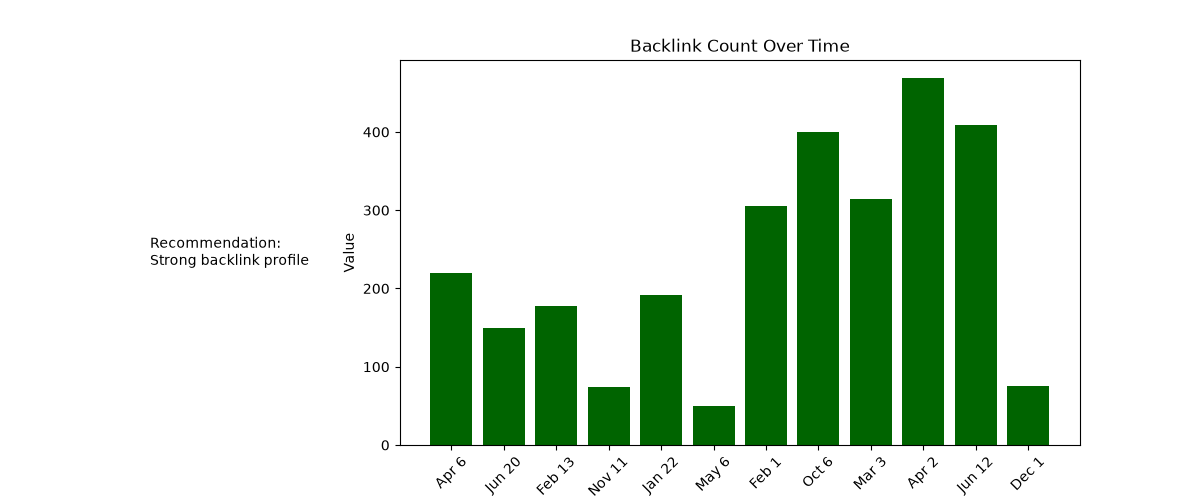 Backlink Count Over Time
Recommendation:
Strong backlink profile
Value
400
300
200
100
0
Apr 6
Jun 20
Feb 13
Nov 11
Jan 22
May 6
Feb 1
Oct 6
Mar 3
Apr 2
Jun 12
Dec 1